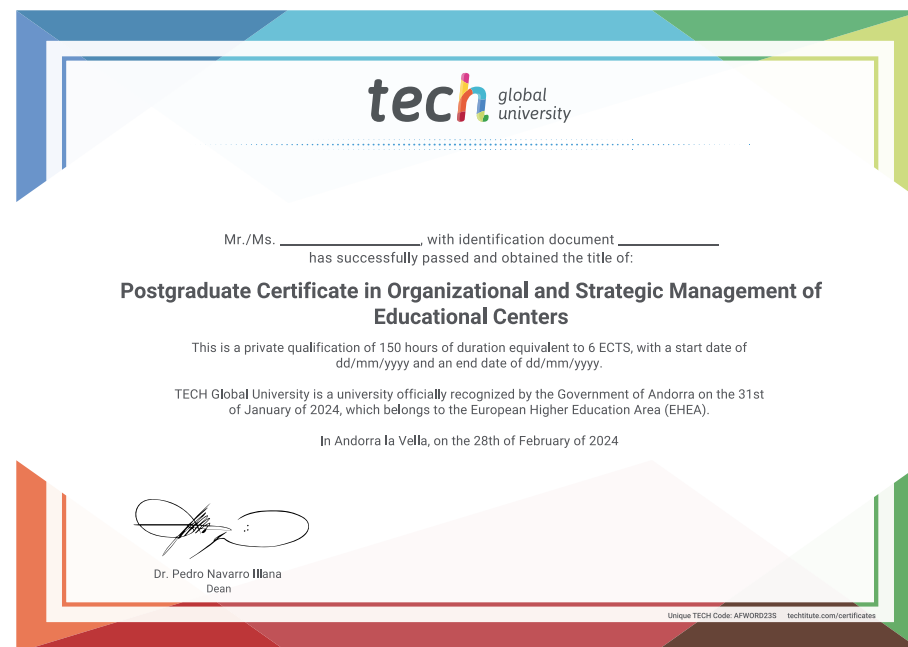 tech global
university
Mr./Ms. ____________, with identification document ____________
has successfully passed and obtained the title of:
Postgraduate Certificate in Organizational and Strategic Management of
Educational Centers
This is a private qualification of 150 hours of duration equivalent to 6 ECTS, with a start date of
dd/mm/yyyy and an end date of dd/mm/yyyy.
TECH Global University is a university officially recognized by the Government of Andorra on the 31st
of January of 2024, which belongs to the European Higher Education Area (EHEA).
In Andorra la Vella, on the 28th of February of 2024
Dr. Pedro Navarro Illana
Dean
Unique TECH Code: AFWORD23S techtitute.com/certificates